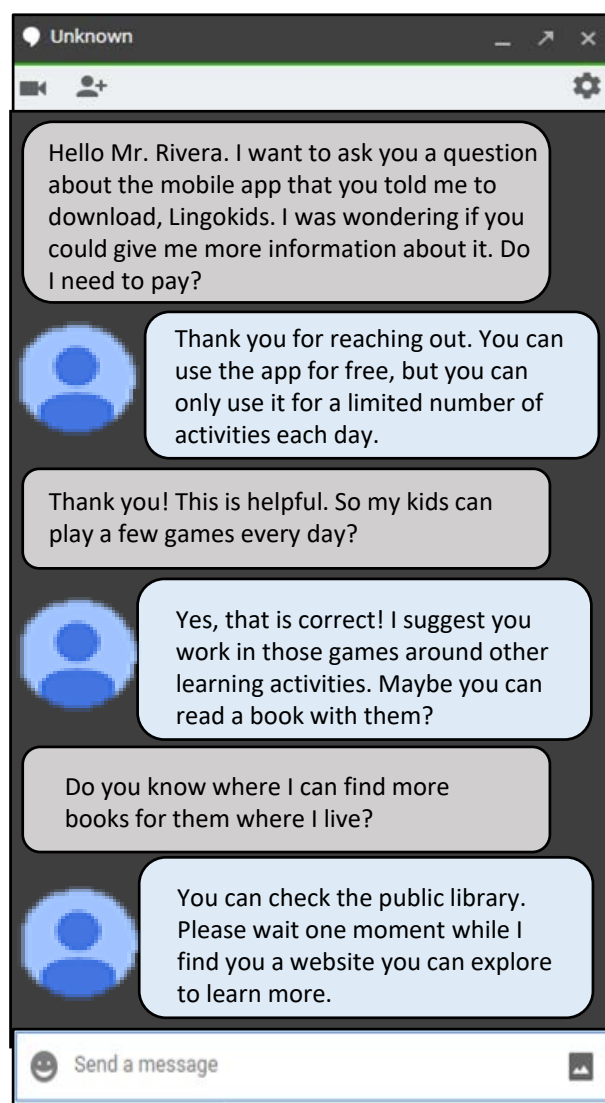 Unknown
Hello Mr. Rivera. I want to ask you a question
about the mobile app that you told me to
download, Lingokids. I was wondering if you
could give me more information about it. Do
I need to pay?
Thank you for reaching out. You can
use the app for free, but you can
only use it for a limited number of
activities each day.
Thank you! This is helpful. So my kids can
play a few games every day?
Yes, that is correct! I suggest you
work in those games around other
learning activities. Maybe you can
read a book with them?
Do you know where I can find more
books for them where I live?
You can check the public library.
Please wait one moment while I
find you a website you can explore
to learn more.
Send a message